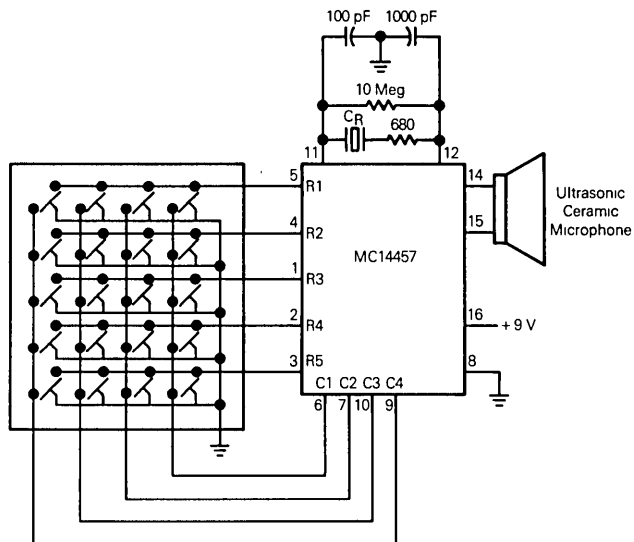 100 pF 1000 pF
10 Meg
CR 680
11 12
5 R1 14
4 R2 15
Ultrasonic
Ceramic
Microphone
MC14457
1 R3
2 R4 16 + 9 V
3 R5 8
C1 C2 C3 C4
6 7 10 9